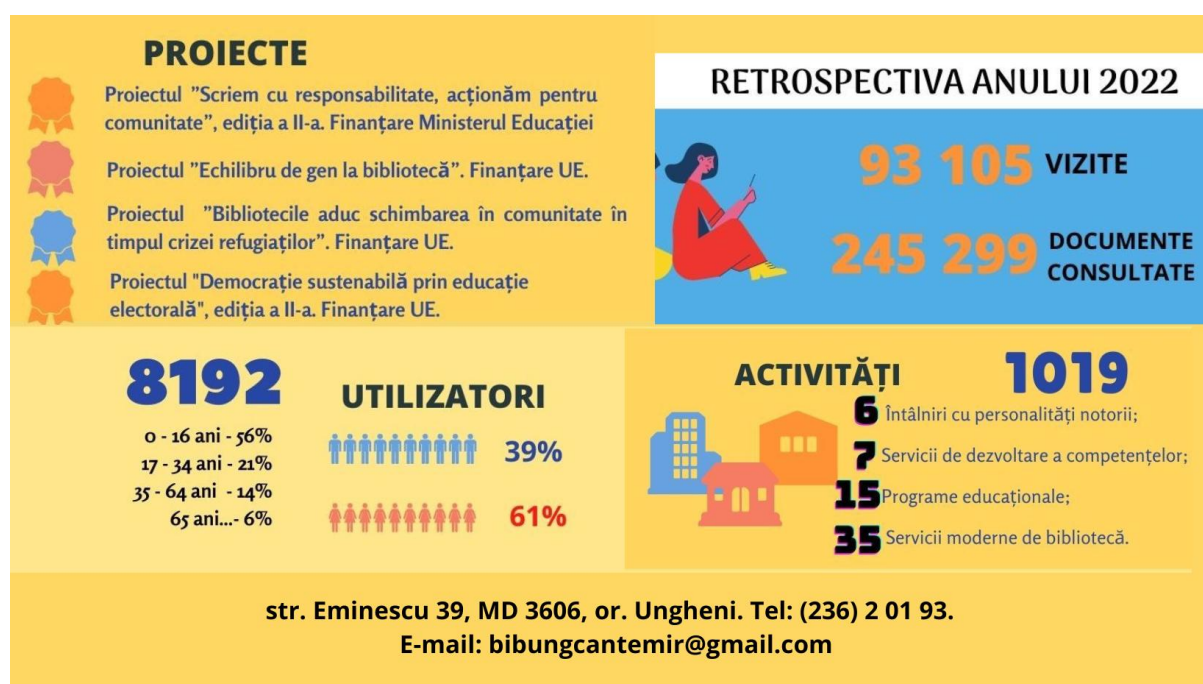 PROIECTE
Proiectul ”Scriem cu responsabilitate, acționăm pentru
comunitate”, ediția a II-a. Finanțare Ministerul Educației
Proiectul ”Echilibru de gen la bibliotecă”. Finanțare UE.
Proiectul ”Bibliotecile aduc schimbarea în comunitate în
timpul crizei refugiaților”. Finanțare UE.
Proiectul "Democrație sustenabilă prin educație
electorală", ediția a II-a. Finanțare UE.
RETROSPECTIVA ANULUI 2022
93 105 VIZITE
245 299 DOCUMENTE
CONSULTATE
8192
0 - 16 ani - 56%
17 - 34 ani - 21%
35 - 64 ani - 14%
65 ani...- 6%
UTILIZATORI
39%
61%
ACTIVITĂȚI 1019
6 Întâlniri cu personalități notorii;
7 Servicii de dezvoltare a competențelor;
15 Programe educaționale;
35 Servicii moderne de bibliotecă.
str. Eminescu 39, MD 3606, or. Ungheni. Tel: (236) 2 01 93.
E-mail: bibungcantemir@gmail.com